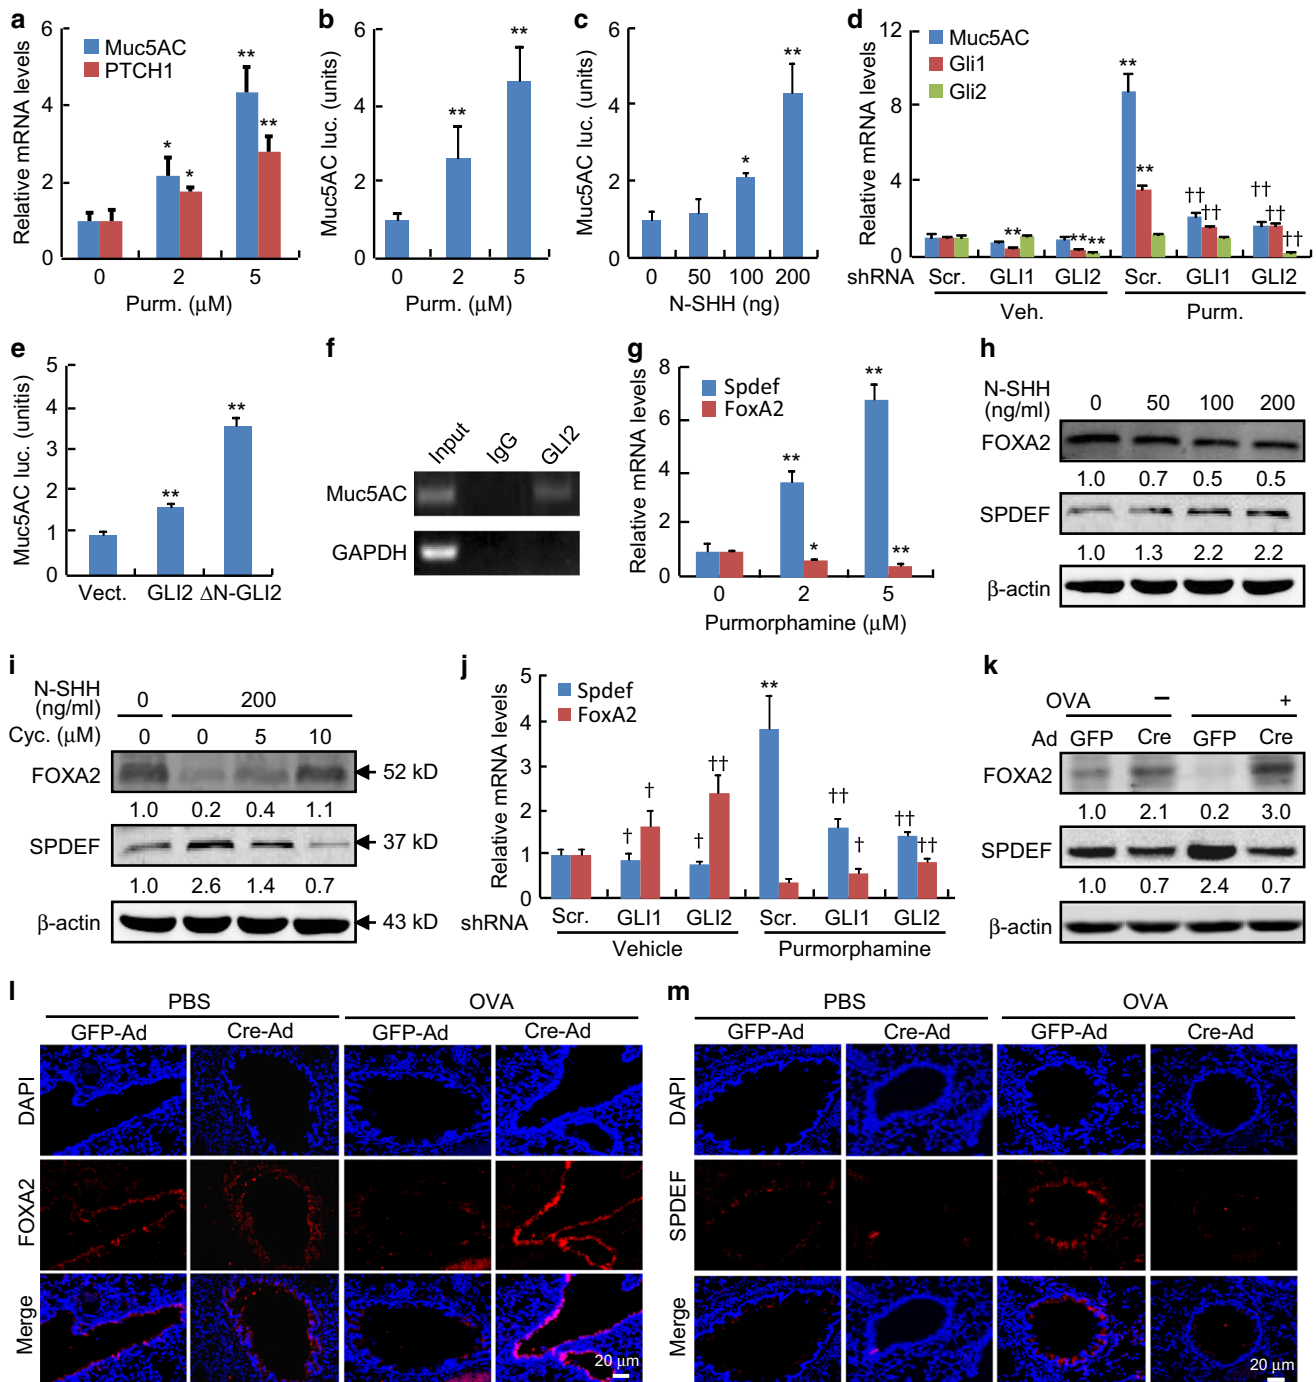 a
Relative mRNA levels
6
4
2
0
Muc5AC
PTCH1
* * ** **
0 2 5
Purm. (μM)
b
Muc5AC luc. (units)
6
4
2
0
** **
0 2 5
Purm. (μM)
c
Muc5AC luc. (units)
6
4
2
0
* **
0 50 100 200
N-SHH (ng)
d
Relative mRNA levels
12
8
4
0
Muc5AC
Gli1
Gli2
** ** ** ** ** †† †† †† †† ††
shRNA Scr. GLI1 GLI2 Scr. GLI1 GLI2
Veh. Purm.
e
Muc5AC luc. (unitis)
5
4
3
2
1
0
** **
Vect. GLI2 ΔN-GLI2
f
Input IgG GLI2
Muc5AC
GAPDH
g
Relative mRNA levels
8
6
4
2
0
Spdef
FoxA2
** * ** **
0 2 5
Purmorphamine (μM)
h
N-SHH
(ng/ml) 0 50 100 200
FOXA2
1.0 0.7 0.5 0.5
SPDEF
1.0 1.3 2.2 2.2
β-actin
i
N-SHH
(ng/ml) 0 200
Cyc. (μM) 0 0 5 10
FOXA2 52 kD
1.0 0.2 0.4 1.1
SPDEF 37 kD
1.0 2.6 1.4 0.7
β-actin 43 kD
j
Relative mRNA levels
5
4
3
2
1
0
Spdef
FoxA2
† † † †† ** †† † †† ††
shRNA Scr. GLI1 GLI2 Scr. GLI1 GLI2
Vehicle Purmorphamine
k
OVA − +
Ad GFP Cre GFP Cre
FOXA2
1.0 2.1 0.2 3.0
SPDEF
1.0 0.7 2.4 0.7
β-actin
l
PBS OVA
GFP-Ad Cre-Ad GFP-Ad Cre-Ad
DAPI
FOXA2
Merge
20 μm
m
PBS OVA
GFP-Ad Cre-Ad GFP-Ad Cre-Ad
DAPI
SPDEF
Merge
20 μm